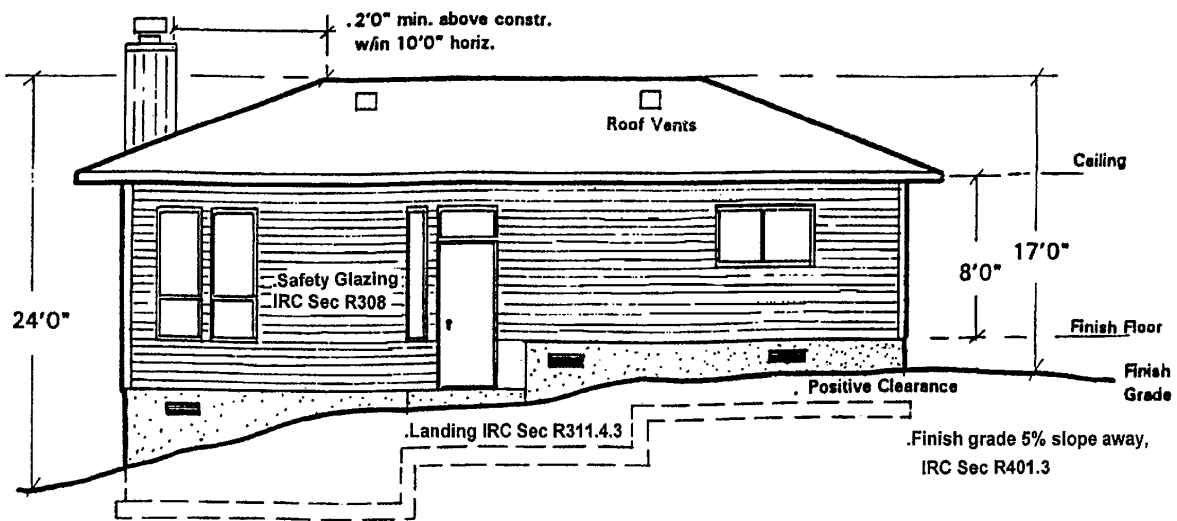 .2'0" min. above constr.
w/in 10'0" horiz.
Roof Vents
Ceiling
.Safety Glazing
IRC Sec R308
24'0"
8'0"
17'0"
Finish Floor
Finish
Grade
Positive Clearance
.Landing IRC Sec R311.4.3
.Finish grade 5% slope away,
IRC Sec R401.3